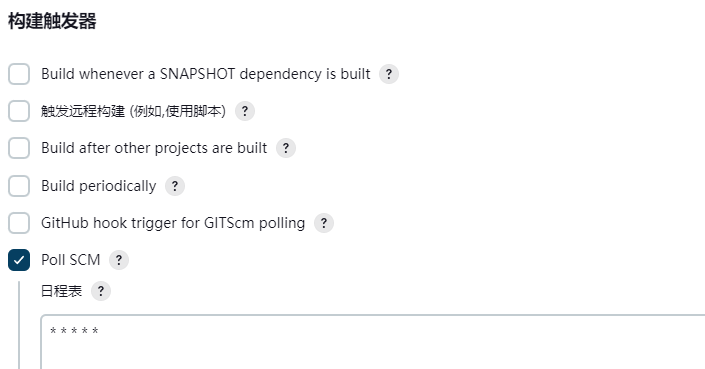 构建触发器
Build whenever a SNAPSHOT dependency is built ?
触发远程构建 (例如,使用脚本) ?
Build after other projects are built ?
Build periodically ?
GitHub hook trigger for GITScm polling ?
Poll SCM ?
日程表 ?
* * * * *